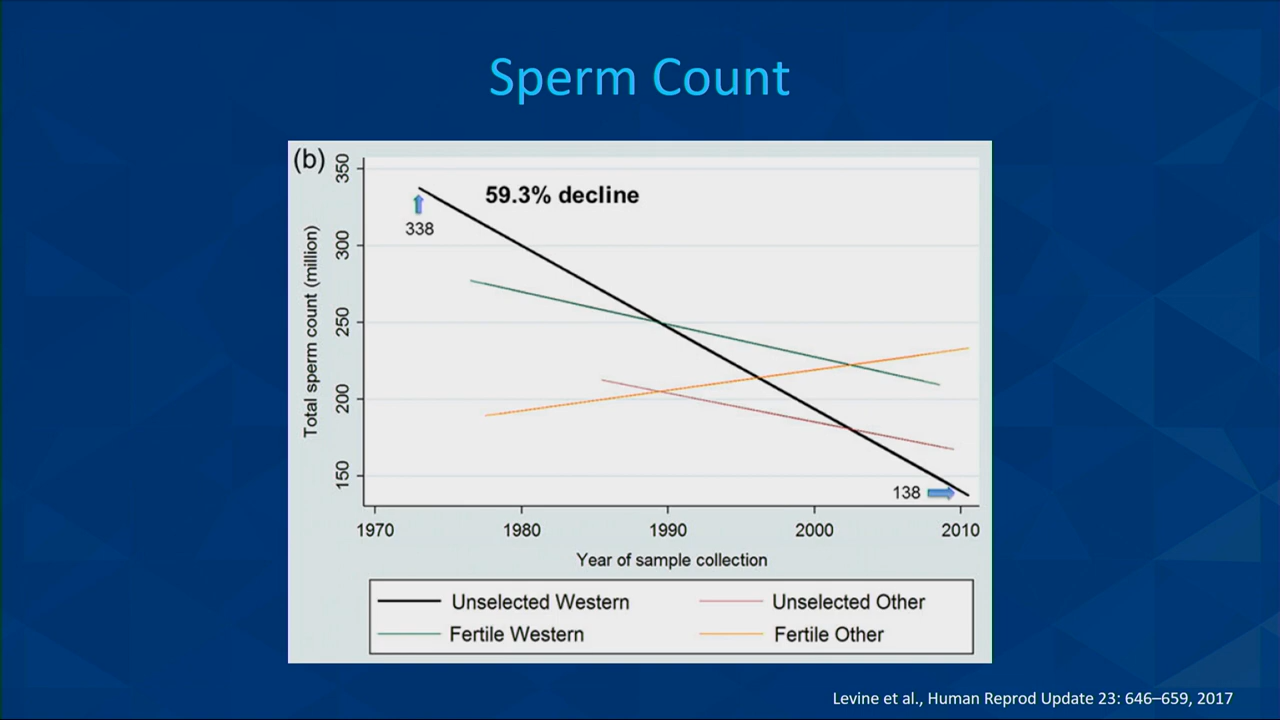 Sperm Count
(b)
350
300
250
200
150
Total sperm count (million)
59.3% decline
338
138
1970 1980 1990 2000 2010
Year of sample collection
Unselected Western Unselected Other
Fertile Western Fertile Other
Levine et al., Human Reprod Update 23: 646–659, 2017